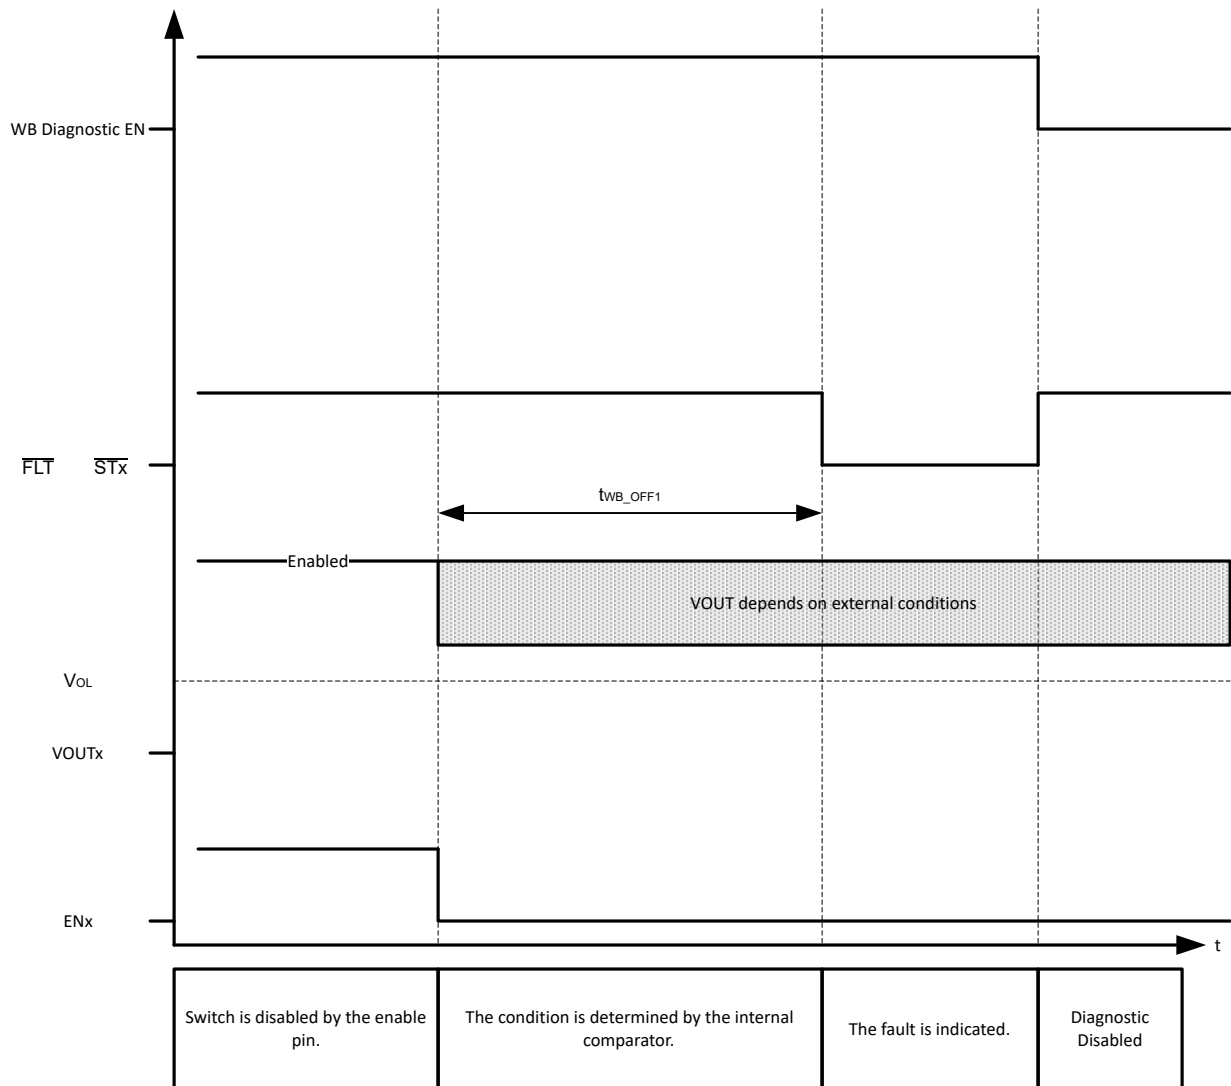 WB Diagnostic EN
FLT STx
tWB_OFF1
Enabled
VOUT depends on external conditions
VOL
VOUTx
ENx
t
Switch is disabled by the enable
pin.
The condition is determined by the internal
comparator.
The fault is indicated.
Diagnostic
Disabled